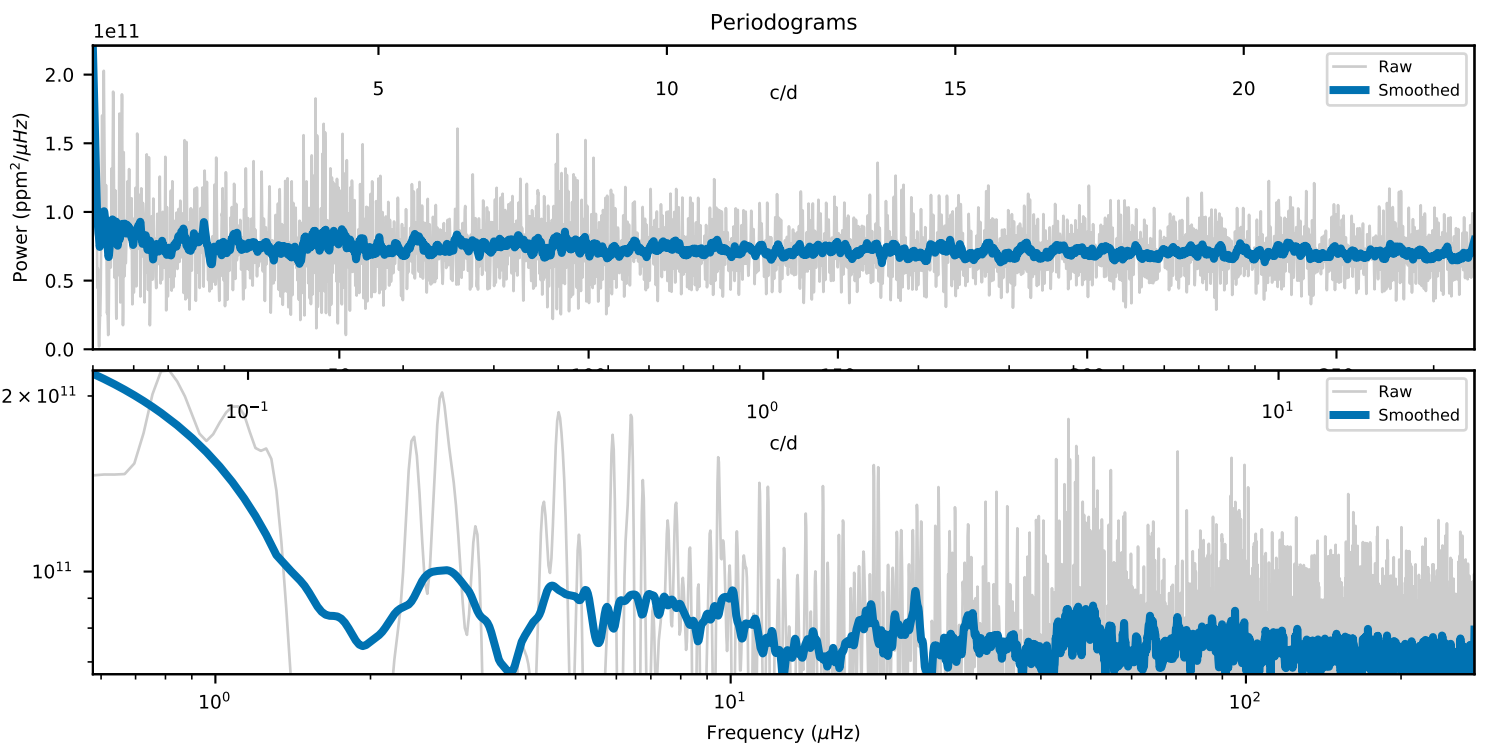 Periodograms
1e11
Power (ppm²/μHz)
2.0
1.5
1.0
0.5
0.0
5 10 15 20
c/d
Raw
Smoothed
2 × 10¹¹
10¹¹
10⁻¹ 10⁰ 10¹
c/d
Raw
Smoothed
10⁰ 10¹ 10²
Frequency (μHz)